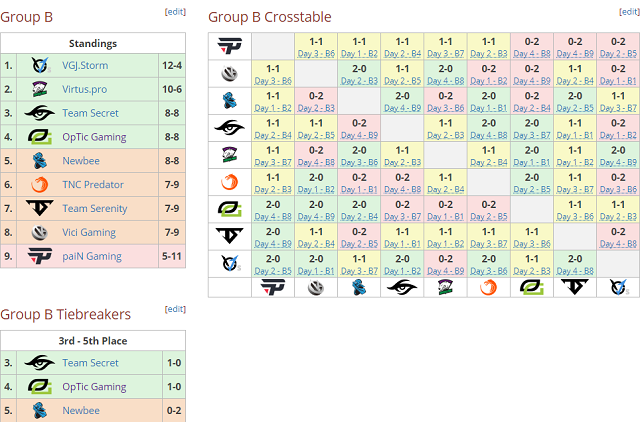 Group B [edit]
Standings
1. VGJ.Storm 12-4
2. Virtus.pro 10-6
3. Team Secret 8-8
4. OpTic Gaming 8-8
5. Newbee 8-8
6. TNC Predator 7-9
7. Team Serenity 7-9
8. Vici Gaming 7-9
9. paiN Gaming 5-11
Group B Tiebreakers [edit]
3rd - 5th Place
3. Team Secret 1-0
4. OpTic Gaming 1-0
5. Newbee 0-2
Group B Crosstable [edit]
1-1 1-1 1-1 1-1 1-1 0-2 0-2 0-2
Day 3 - B6 Day 1 - B2 Day 2 - B4 Day 3 - B7 Day 2 - B3 Day 4 - B8 Day 4 - B9 Day 2 - B5
1-1 2-0 1-1 2-0 0-2 0-2 1-1 0-2
Day 3 - B6 Day 2 - B3 Day 2 - B5 Day 4 - B8 Day 1 - B2 Day 4 - B9 Day 2 - B4 Day 1 - B1
1-1 0-2 2-0 0-2 2-0 2-0 0-2 1-1
Day 1 - B2 Day 2 - B3 Day 4 - B9 Day 3 - B6 Day 1 - B1 Day 2 - B4 Day 2 - B5 Day 3 - B7
1-1 1-1 0-2 1-1 2-0 2-0 1-1 0-2
Day 2 - B4 Day 2 - B5 Day 4 - B9 Day 2 - B3 Day 4 - B8 Day 3 - B7 Day 1 - B1 Day 1 - B2
1-1 0-2 2-0 1-1 1-1 2-0 1-1 2-0
Day 3 - B7 Day 4 - B8 Day 3 - B6 Day 2 - B3 Day 2 - B4 Day 1 - B1 Day 1 - B2 Day 4 - B9
1-1 2-0 0-2 0-2 1-1 2-0 1-1 0-2
Day 2 - B3 Day 1 - B2 Day 1 - B1 Day 4 - B8 Day 2 - B4 Day 2 - B5 Day 3 - B7 Day 3 - B6
2-0 2-0 0-2 0-2 0-2 0-2 1-1 1-1
Day 4 - B8 Day 4 - B9 Day 2 - B4 Day 3 - B7 Day 1 - B1 Day 2 - B5 Day 3 - B6 Day 2 - B3
2-0 1-1 2-0 1-1 1-1 1-1 1-1 0-2
Day 4 - B9 Day 2 - B4 Day 2 - B5 Day 1 - B1 Day 1 - B2 Day 3 - B7 Day 3 - B6 Day 4 - B8
2-0 2-0 1-1 2-0 0-2 2-0 1-1 2-0
Day 2 - B5 Day 1 - B1 Day 3 - B7 Day 1 - B2 Day 4 - B9 Day 3 - B6 Day 2 - B3 Day 4 - B8